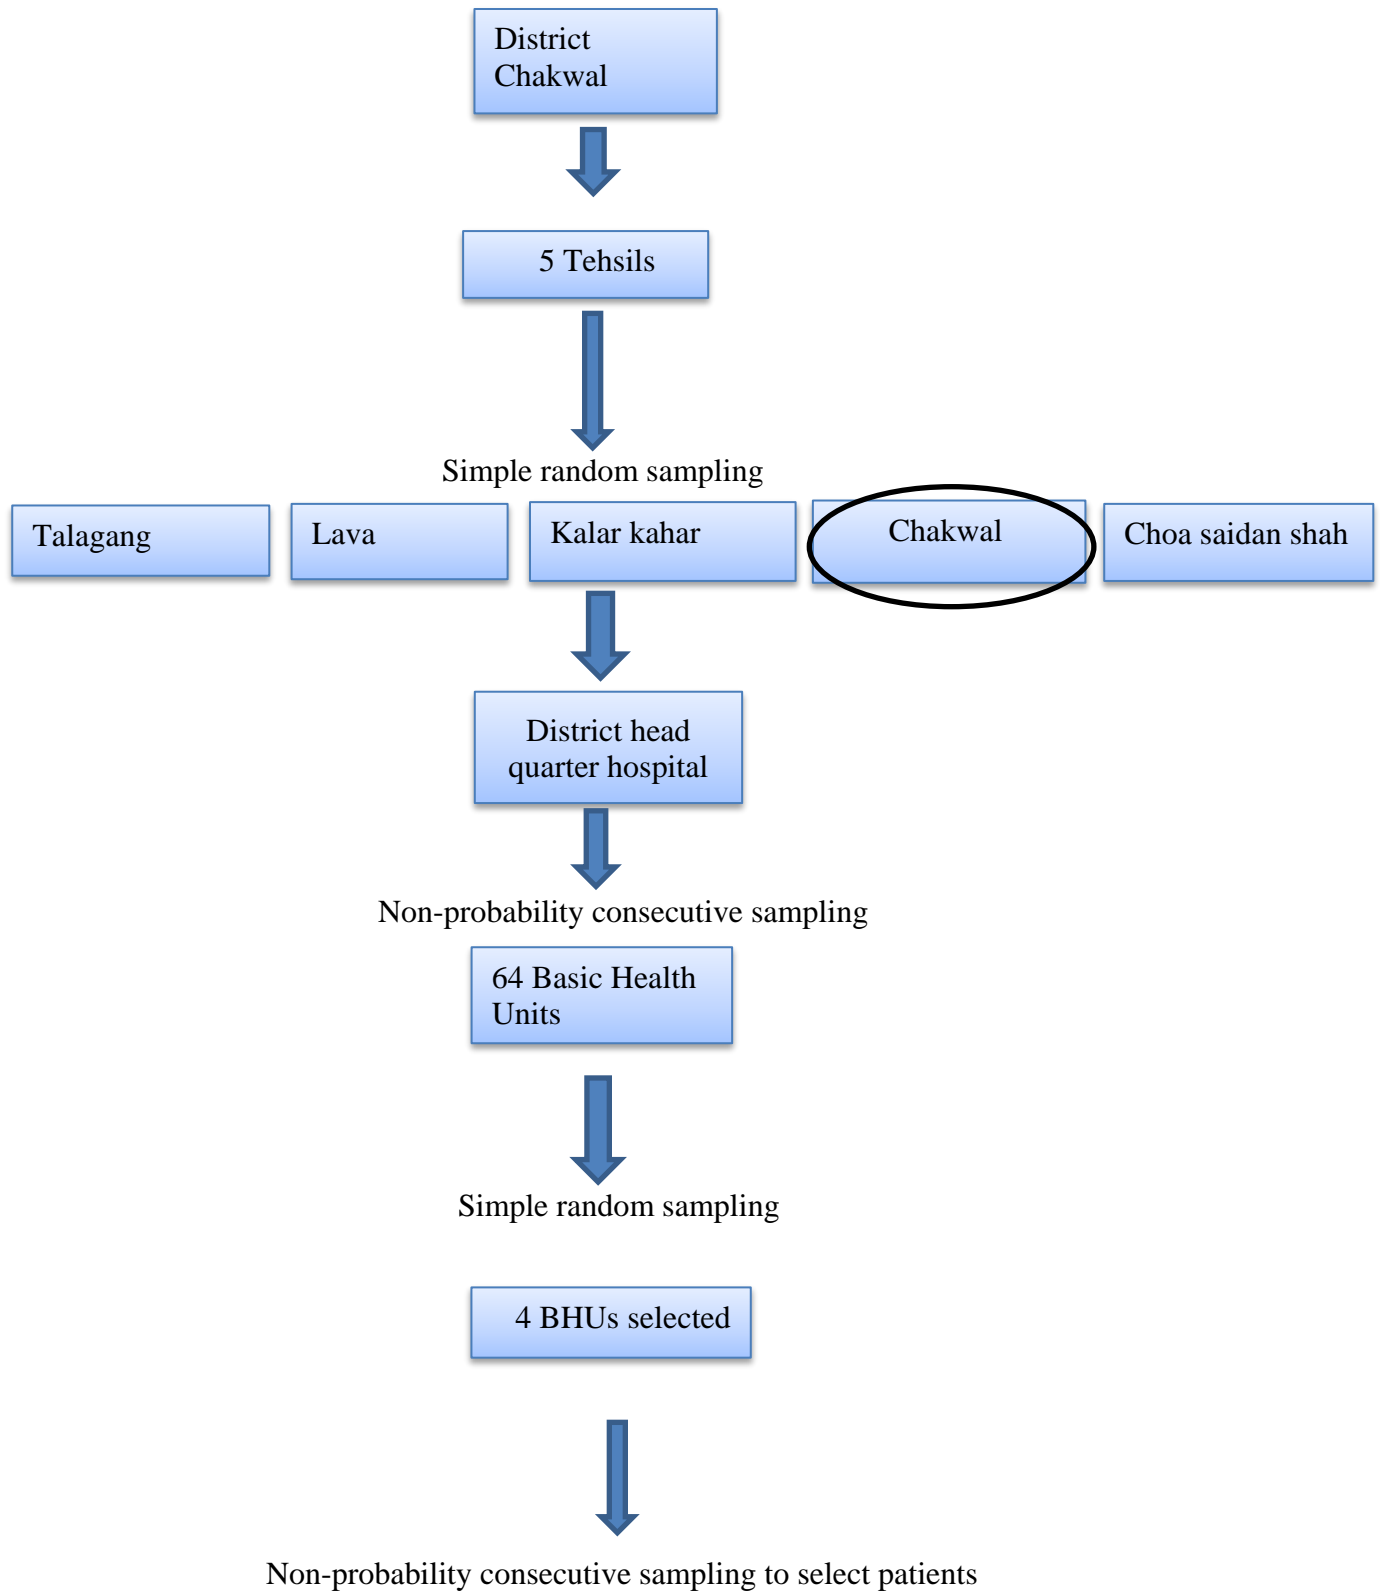 District
Chakwal
5 Tehsils
Simple random sampling
Talagang
Lava
Kalar kahar
Chakwal
Choa saidan shah
District head
quarter hospital
Non-probability consecutive sampling
64 Basic Health
Units
Simple random sampling
4 BHUs selected
Non-probability consecutive sampling to select patients